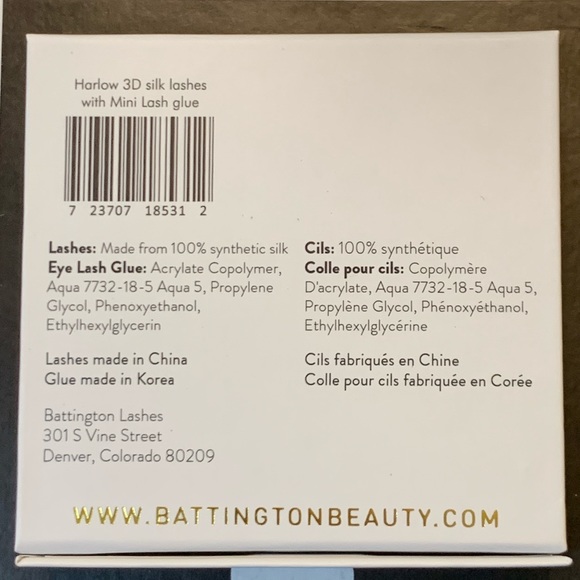 Harlow 3D silk lashes
with Mini Lash glue
7 23707 18531 2
Lashes: Made from 100% synthetic silk
Eye Lash Glue: Acrylate Copolymer,
Aqua 7732-18-5 Aqua 5, Propylene
Glycol, Phenoxyethanol,
Ethylhexylglycerin
Lashes made in China
Glue made in Korea
Battington Lashes
301 S Vine Street
Denver, Colorado 80209
Cils: 100% synthétique
Colle pour cils: Copolymère
D'acrylate, Aqua 7732-18-5 Aqua 5,
Propylène Glycol, Phénoxyéthanol,
Ethylhexylglycérine
Cils fabriqués en Chine
Colle pour cils fabriquée en Corée
WWW.BATTINGTONBEAUTY.COM